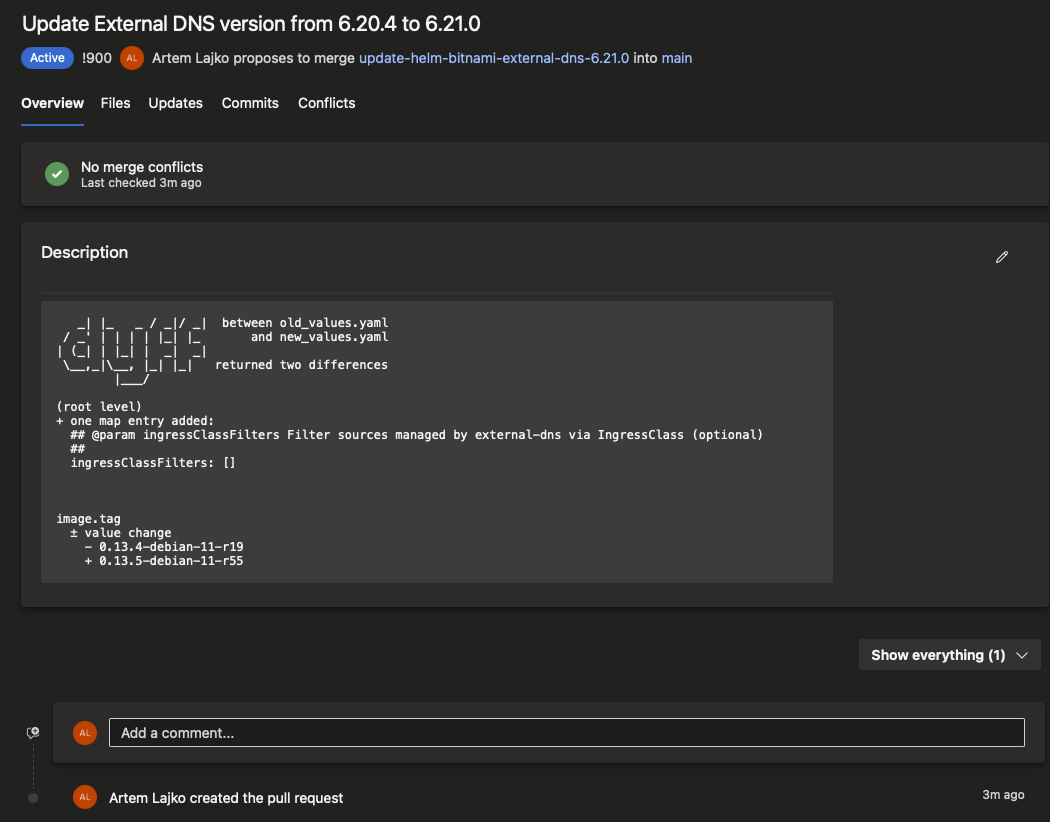 Update External DNS version from 6.20.4 to 6.21.0
Active !900 AL Artem Lajko proposes to merge update-helm-bitnami-external-dns-6.21.0 into main
Overview Files Updates Commits Conflicts
No merge conflicts
Last checked 3m ago
Description
     _| |_   _ / _|/ _|  between old_values.yaml
 / _' | | | | |_| |_       and new_values.yaml
| (_| | |_| |  _|  _|
 \__,_|\__, |_| |_|   returned two differences
        |___/
(root level)
+ one map entry added:
  ## @param ingressClassFilters Filter sources managed by external-dns via IngressClass (optional)
  ##
  ingressClassFilters: []
image.tag
  ± value change
    - 0.13.4-debian-11-r19
    + 0.13.5-debian-11-r55
Show everything (1)
AL Add a comment...
AL Artem Lajko created the pull request 3m ago